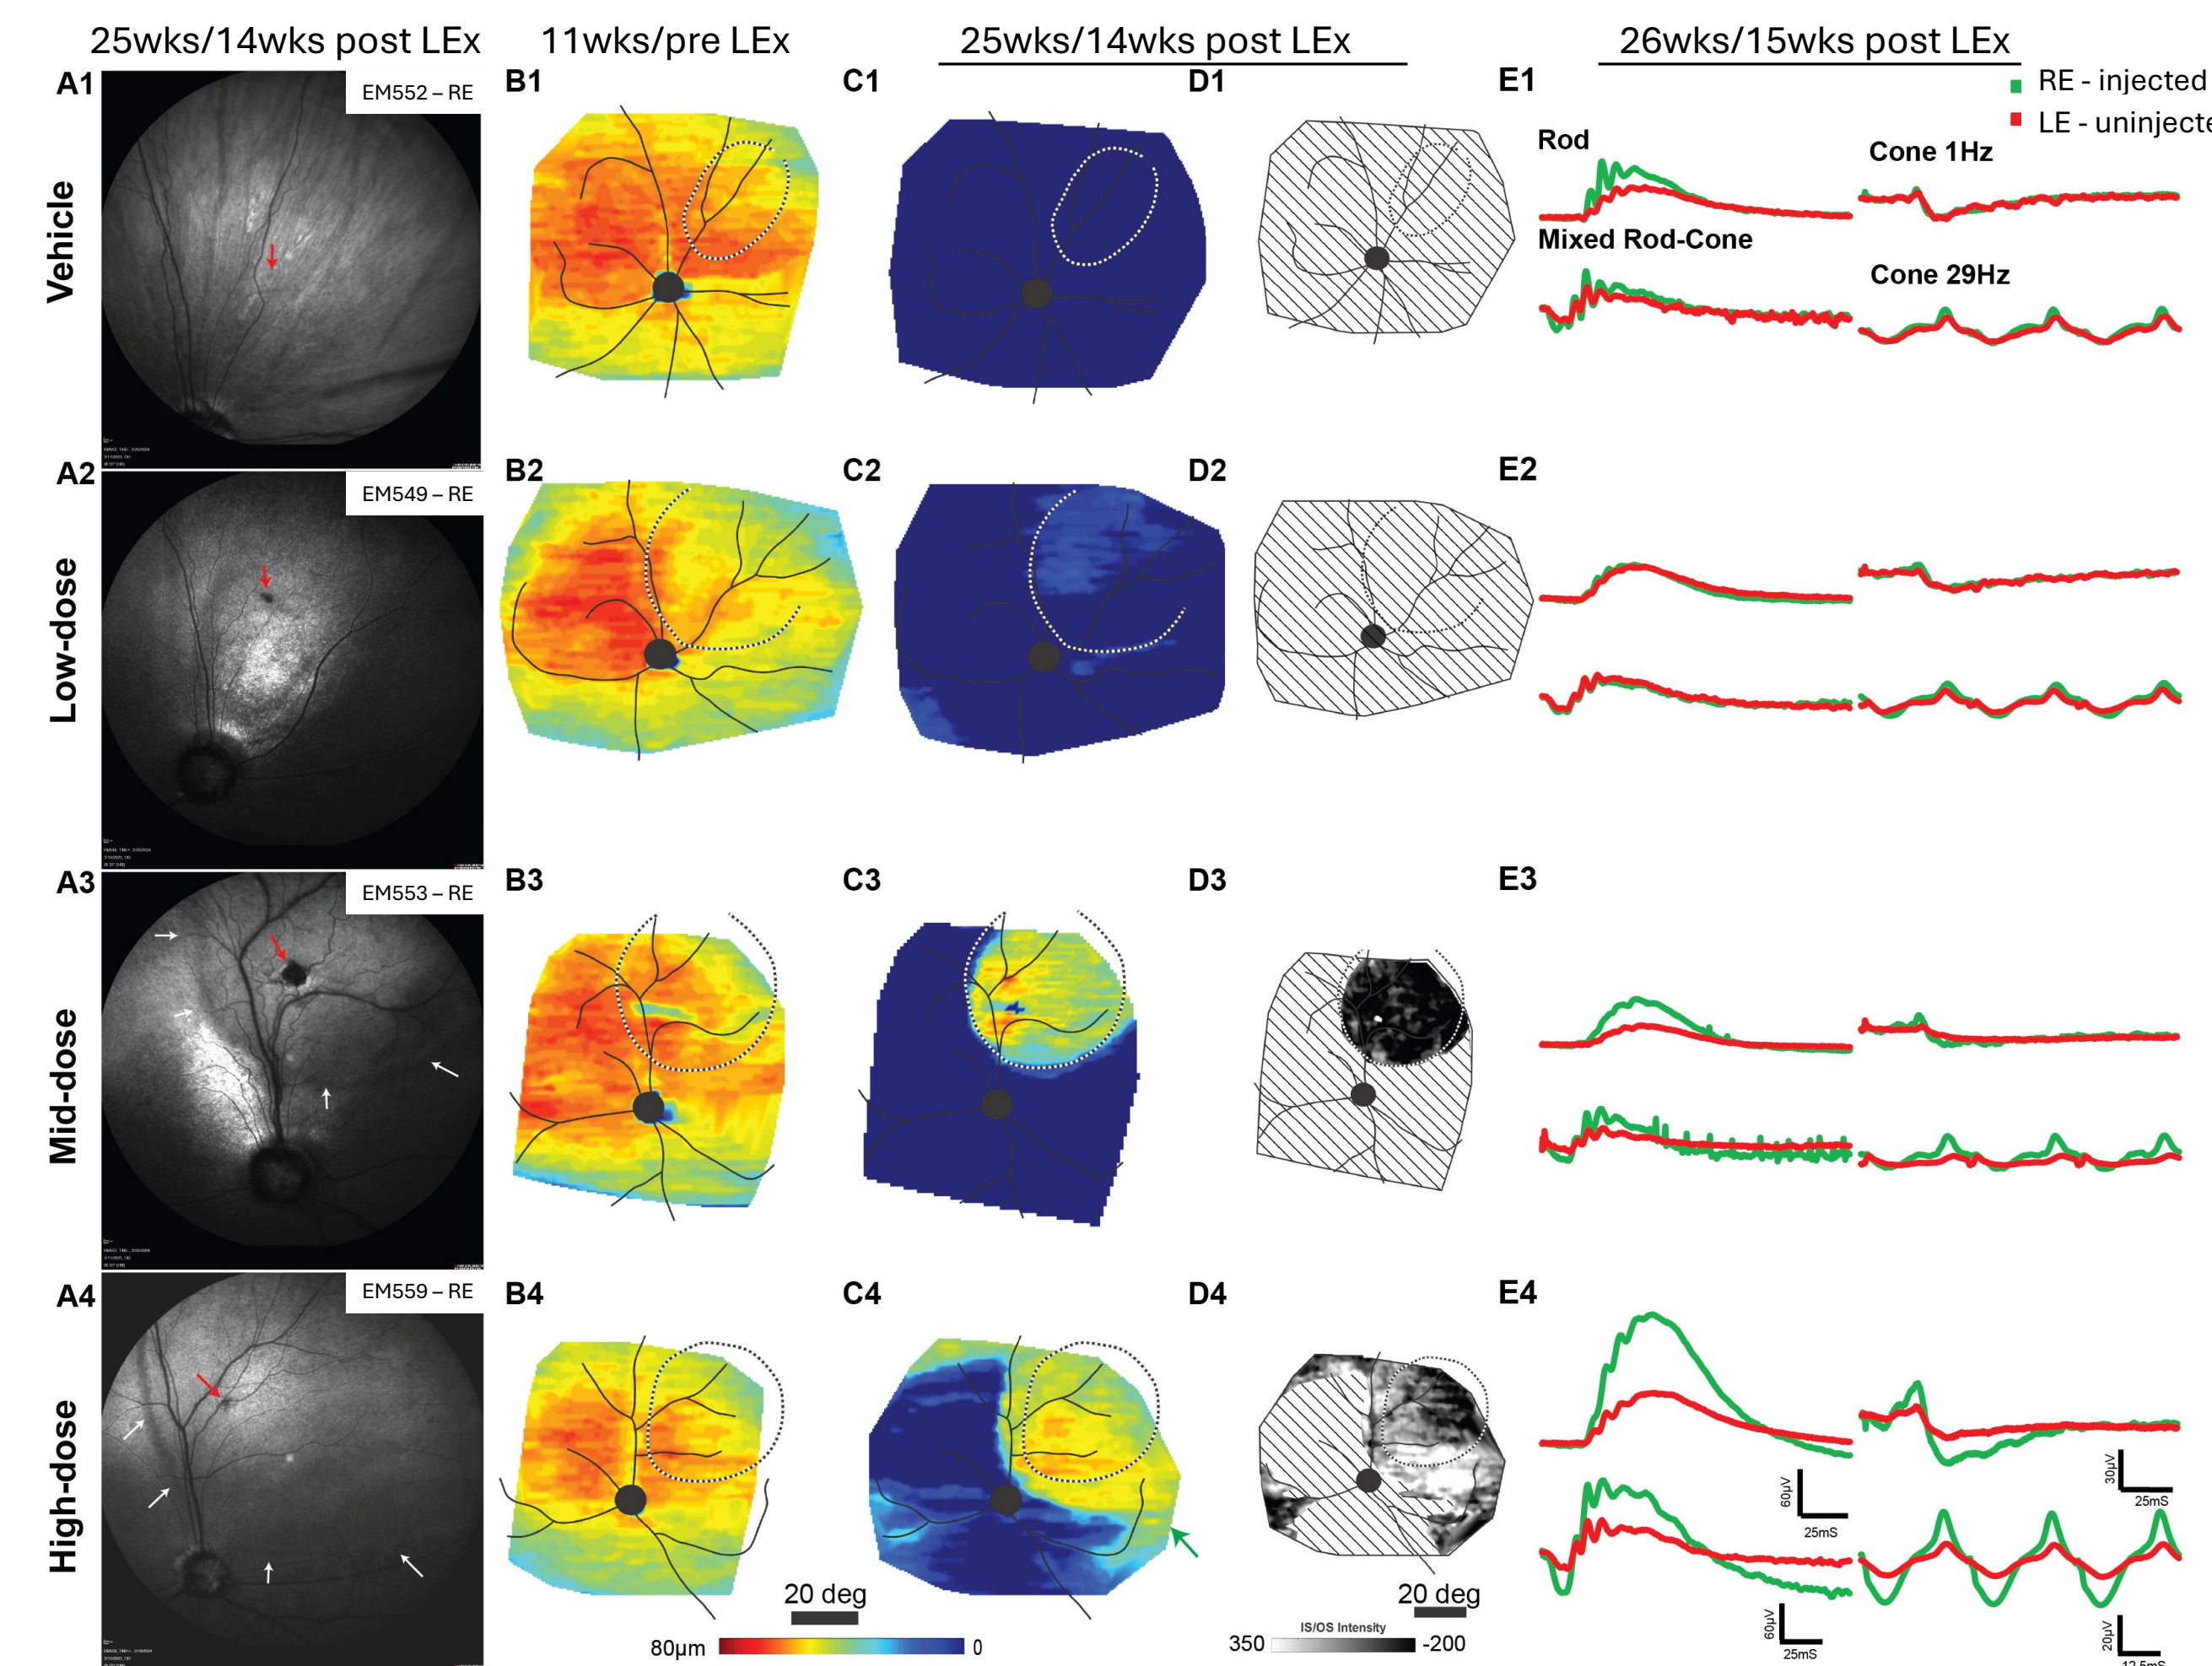 25wks/14wks post LEx
11wks/pre LEx
25wks/14wks post LEx
26wks/15wks post LEx
RE - injected
LE - uninjecte
A1
EM552 – RE
B1
C1
D1
E1
Rod
Cone 1Hz
Mixed Rod-Cone
Cone 29Hz
Vehicle
A2
EM549 – RE
B2
C2
D2
E2
Low-dose
A3
EM553 – RE
B3
C3
D3
E3
Mid-dose
A4
EM559 – RE
B4
C4
D4
E4
High-dose
60µV
25mS
30µV
25mS
60µV
25mS
20µV
12.5mS
20 deg
80µm
0
20 deg
IS/OS Intensity
350
-200